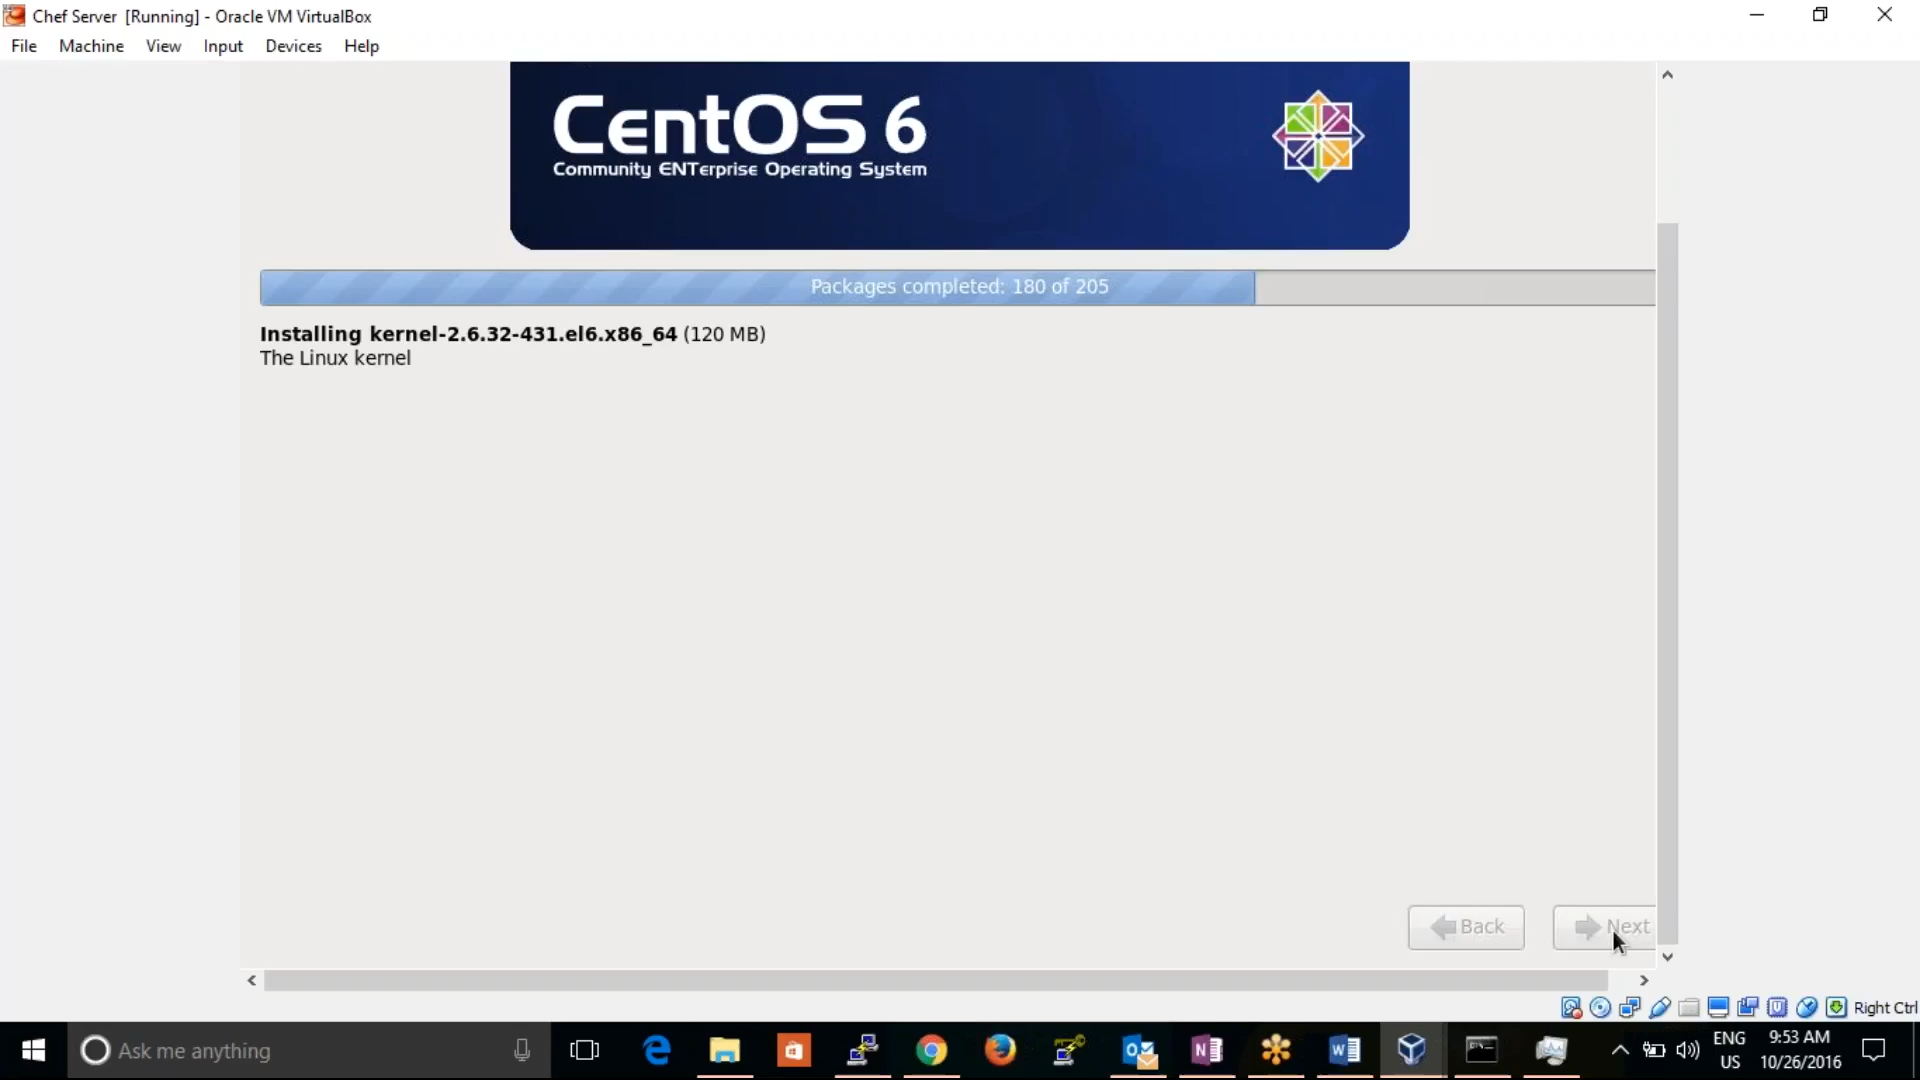 Chef Server [Running] - Oracle VM VirtualBox
File Machine View Input Devices Help
CentOS 6
Community ENTerprise Operating System
Packages completed: 180 of 205
Installing kernel-2.6.32-431.el6.x86_64 (120 MB)
The Linux kernel
Back Next
Right Ctrl
Ask me anything
ENG 9:53 AM
US 10/26/2016